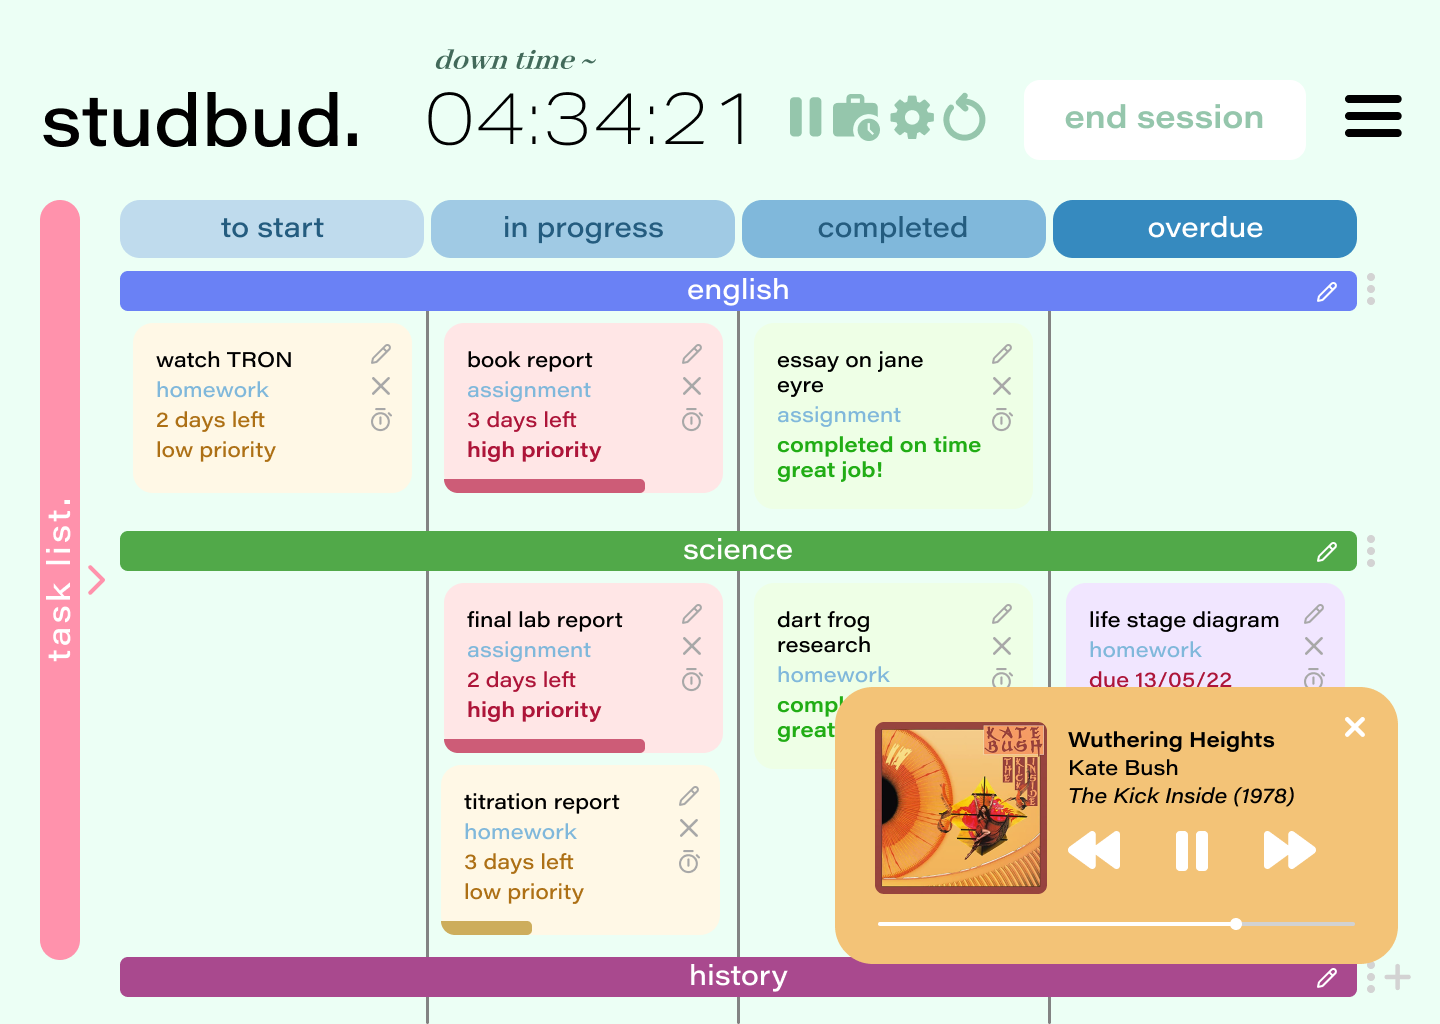 down time ~
studbud.
04:34:21
end session
to start
in progress
completed
overdue
task list.
english
watch TRON
homework
2 days left
low priority
book report
assignment
3 days left
high priority
essay on jane
eyre
assignment
completed on time
great job!
science
final lab report
assignment
2 days left
high priority
titration report
homework
3 days left
low priority
dart frog
research
homework
great
life stage diagram
homework
due 13/05/22
KATE
BUSH
THE
KICK
INSIDE
Wuthering Heights
Kate Bush
The Kick Inside (1978)
history